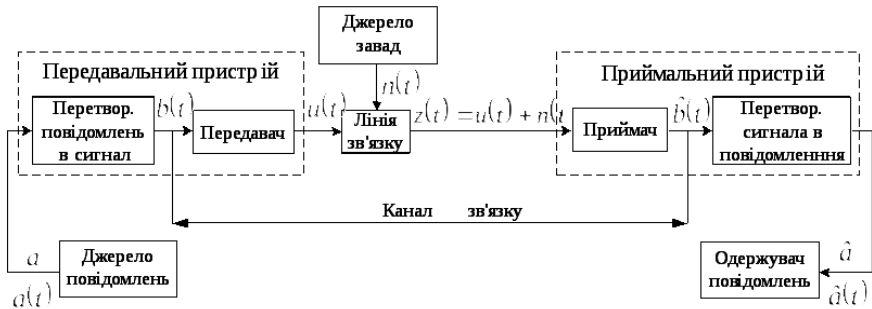 Джерело
завад
Передавальний пристрій
n(t)
Приймальний пристрій
Перетвор.
повідомлень
в сигнал
b(t)
Передавач
u(t)
Лінія
зв'язку
z(t) = u(t) + n(t
Приймач
b̂(t)
Перетвор.
сигнала в
повідомленння
Канал зв'язку
a
a(t)
Джерело
повідомлень
Одержувач
повідомлень
â
â(t)